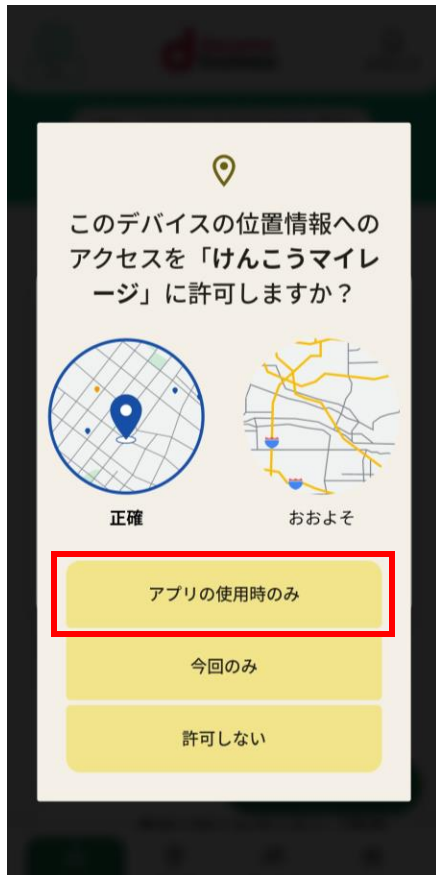 このデバイスの位置情報への
アクセスを「けんこうマイレ
ージ」に許可しますか？
正確
おおよそ
アプリの使用時のみ
今回のみ
許可しない